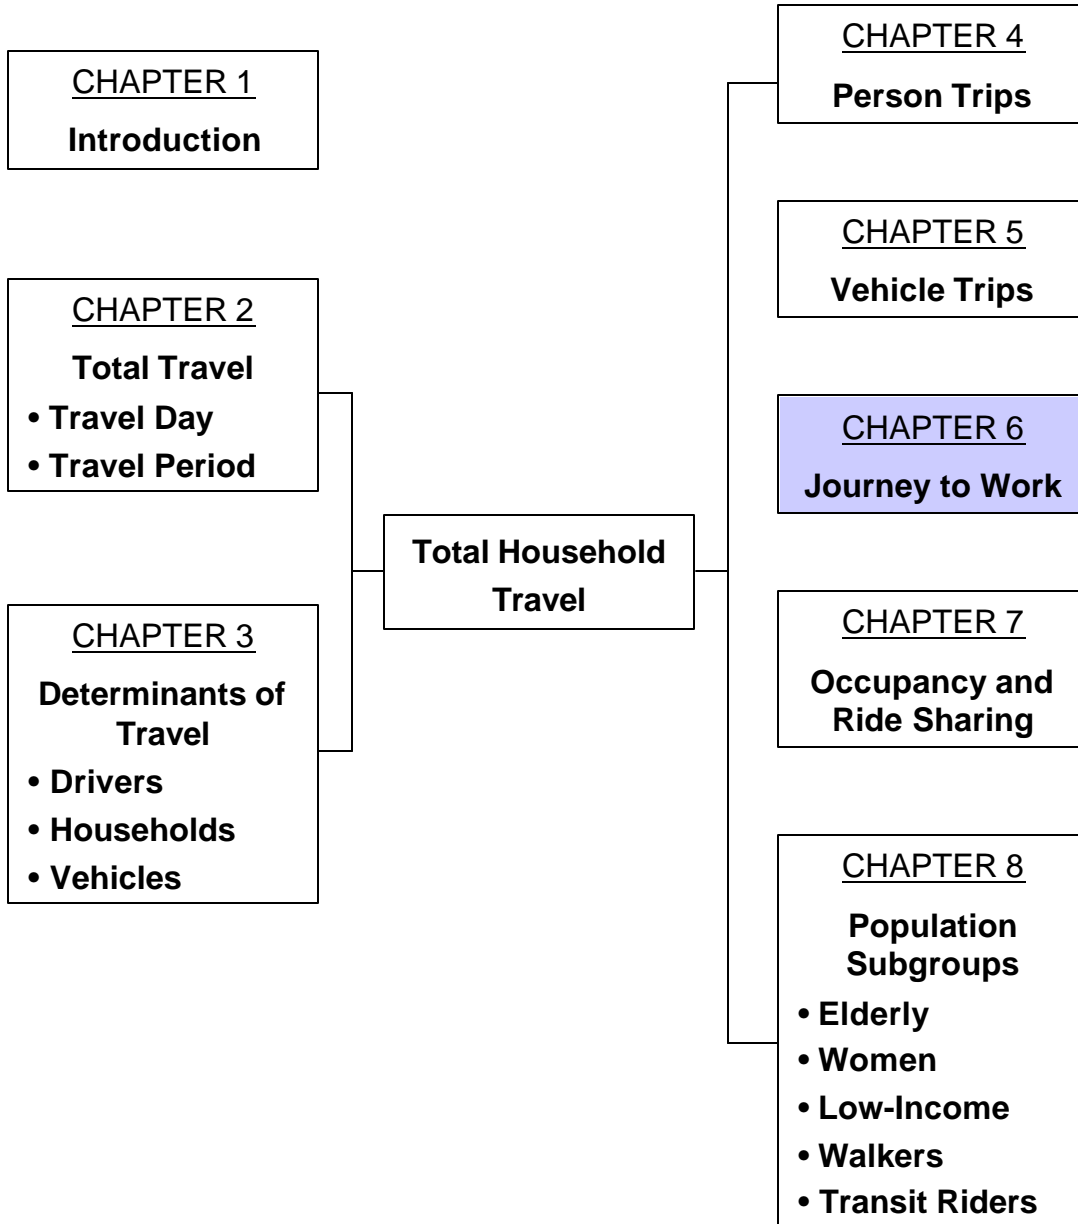 CHAPTER 1
Introduction
CHAPTER 2
Total Travel
• Travel Day
• Travel Period
CHAPTER 3
Determinants of
Travel
• Drivers
• Households
• Vehicles
Total Household
Travel
CHAPTER 4
Person Trips
CHAPTER 5
Vehicle Trips
CHAPTER 6
Journey to Work
CHAPTER 7
Occupancy and
Ride Sharing
CHAPTER 8
Population
Subgroups
• Elderly
• Women
• Low-Income
• Walkers
• Transit Riders